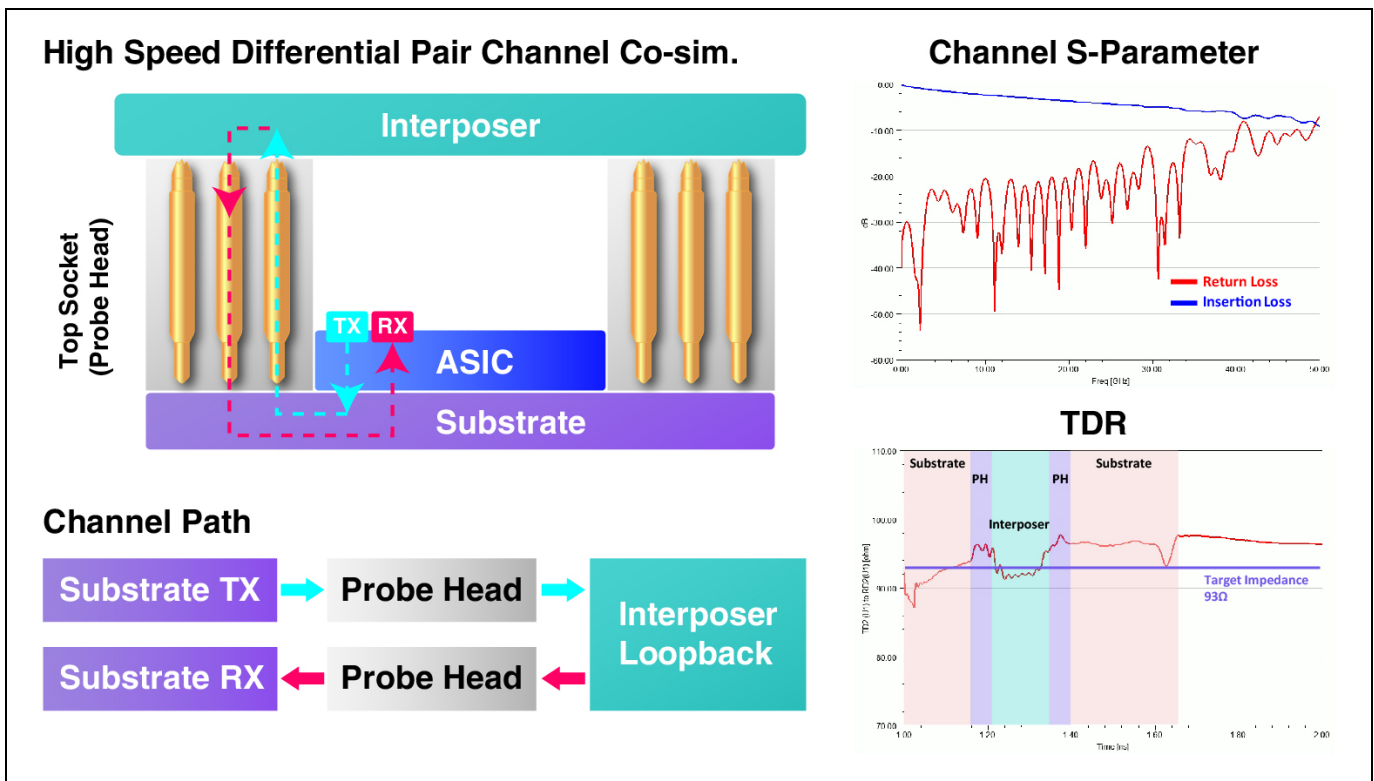 High Speed Differential Pair Channel Co-sim.
Interposer
Top Socket
(Probe Head)
TX
RX
ASIC
Substrate
Channel Path
Substrate TX
Probe Head
Interposer
Loopback
Substrate RX
Probe Head
Channel S-Parameter
0.00
-10.00
-20.00
-30.00
-40.00
-50.00
-60.00
dB
Return Loss
Insertion Loss
0.00
10.00
20.00
30.00
40.00
50.00
Freq [GHz]
TDR
110.00
100.00
90.00
80.00
70.00
Substrate
PH
Interposer
PH
Substrate
Target Impedance
93Ω
1.00
1.20
1.40
1.60
1.80
2.00
Time [ns]